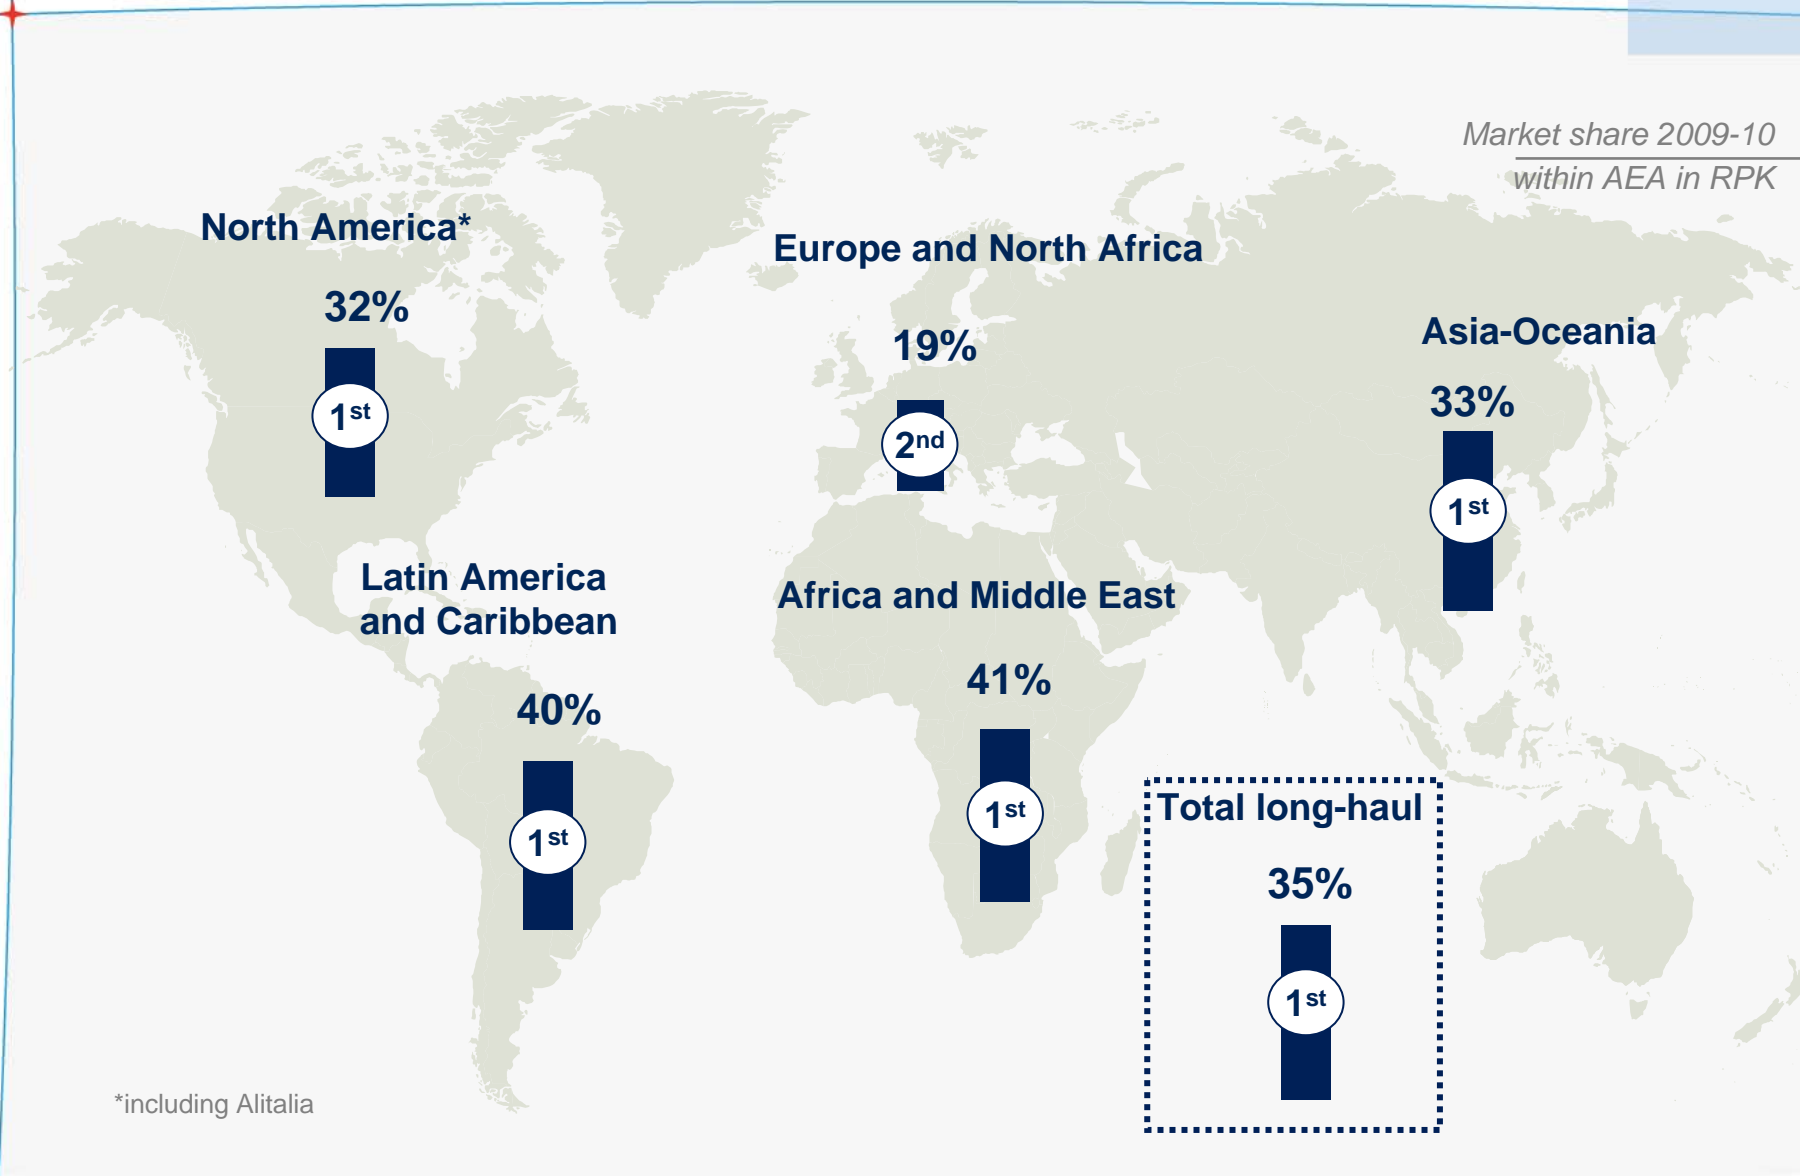 Market share 2009-10
within AEA in RPK
North America*
32%
1st
Europe and North Africa
19%
2nd
Asia-Oceania
33%
1st
Latin America
and Caribbean
40%
1st
Africa and Middle East
41%
1st
Total long-haul
35%
1st
*including Alitalia